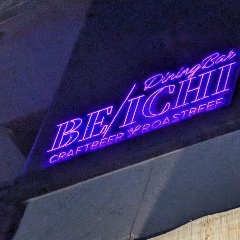 Dining Bar
BE/ICHI
CRAFTBEER & ROASTBEEF